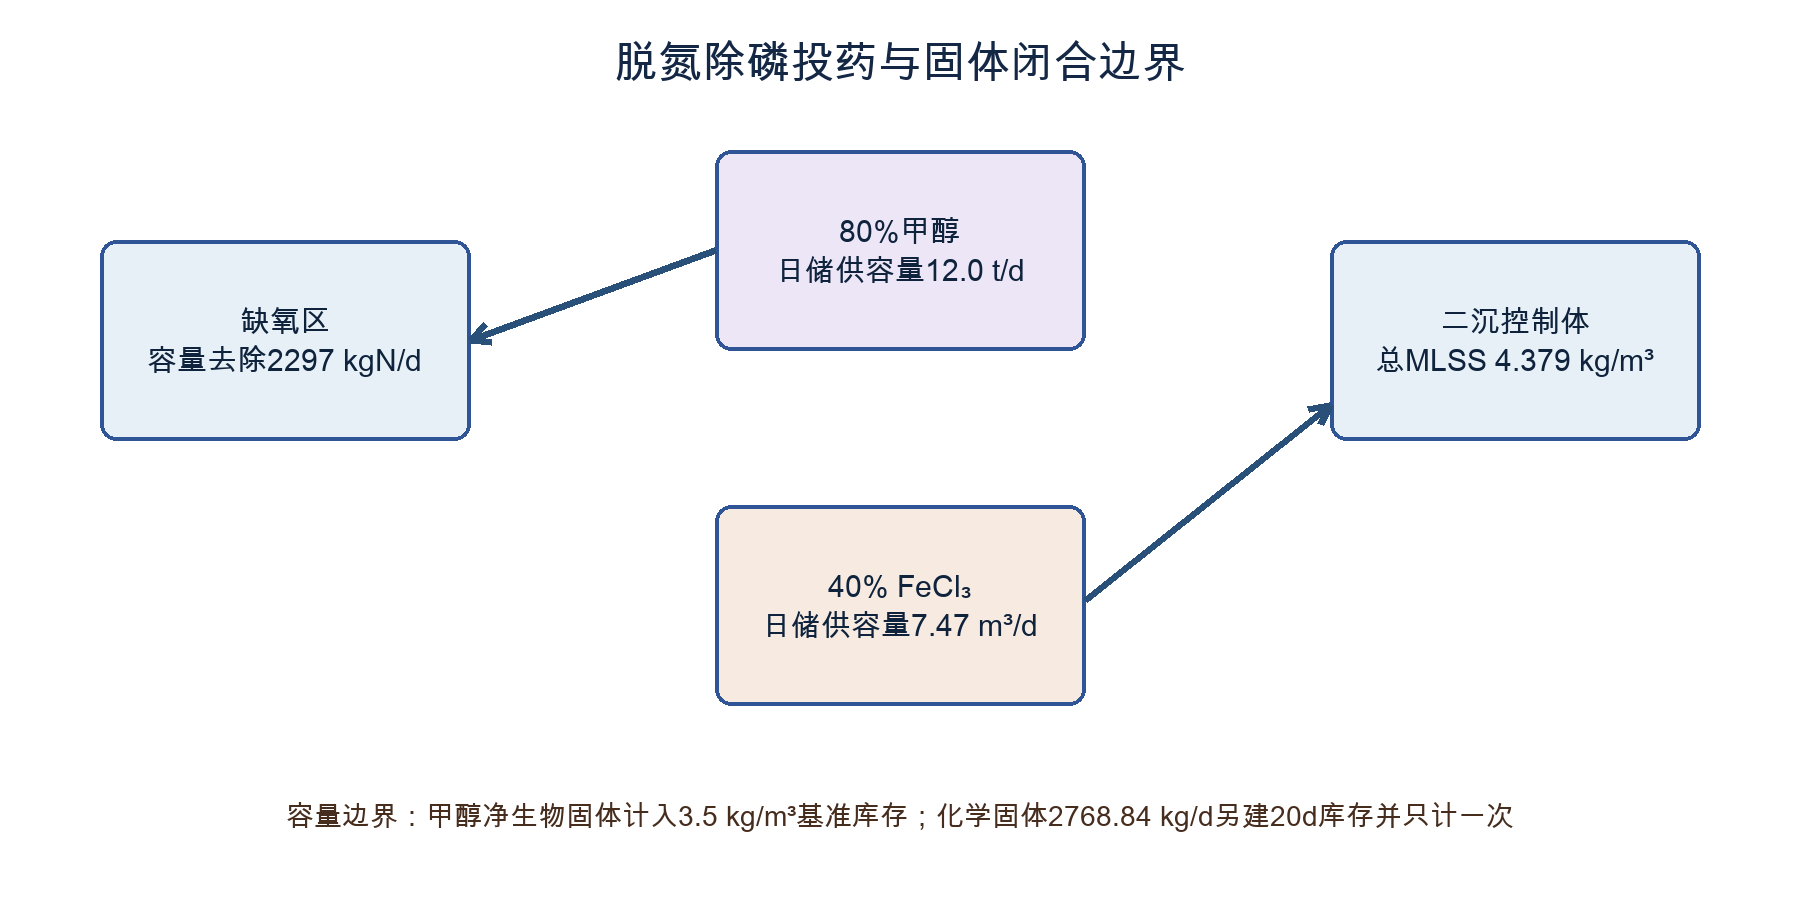 脱氮除磷投药与固体闭合边界
80%甲醇
日储供容量12.0 t/d
缺氧区
容量去除2297 kgN/d
二沉控制体
总MLSS 4.379 kg/m³
40% FeCl₃
日储供容量7.47 m³/d
容量边界：甲醇净生物固体计入3.5 kg/m³基准库存；化学固体2768.84 kg/d另建20d库存并只计一次